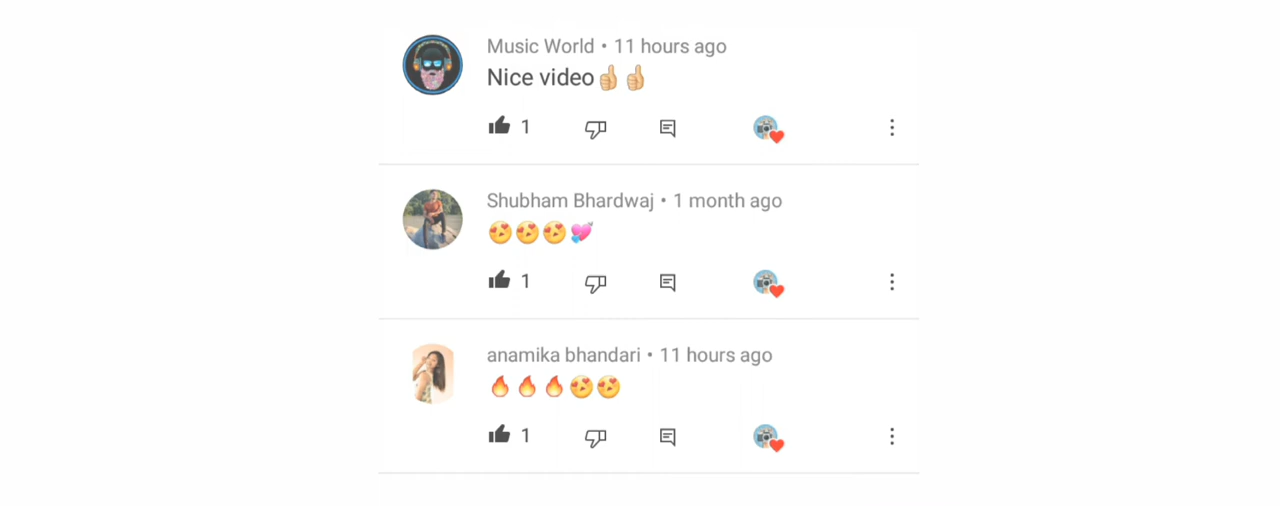 Music World • 11 hours ago
Nice video👍👍
1
Shubham Bhardwaj • 1 month ago
😍😍😍💘
1
anamika bhandari • 11 hours ago
🔥🔥🔥😍😍
1